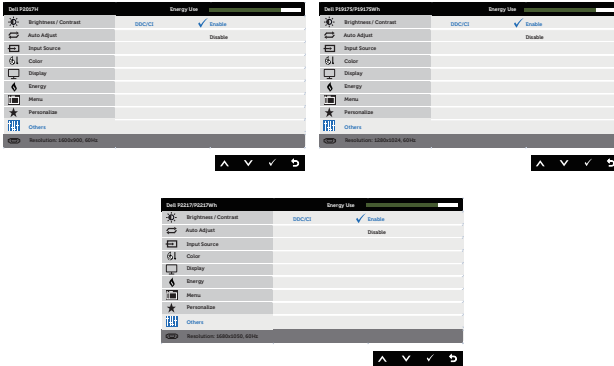 Dell P2017H Energy Use
Brightness / Contrast DDC/CI Enable
Auto Adjust Disable
Input Source
Color
Display
Energy
Menu
Personalize
Others
Resolution: 1600x900, 60Hz
Dell P1917S/P1917SWh Energy Use
Brightness / Contrast DDC/CI Enable
Auto Adjust Disable
Input Source
Color
Display
Energy
Menu
Personalize
Others
Resolution: 1280x1024, 60Hz
Dell P2217/P2217Wh Energy Use
Brightness / Contrast DDC/CI Enable
Auto Adjust Disable
Input Source
Color
Display
Energy
Menu
Personalize
Others
Resolution: 1680x1050, 60Hz